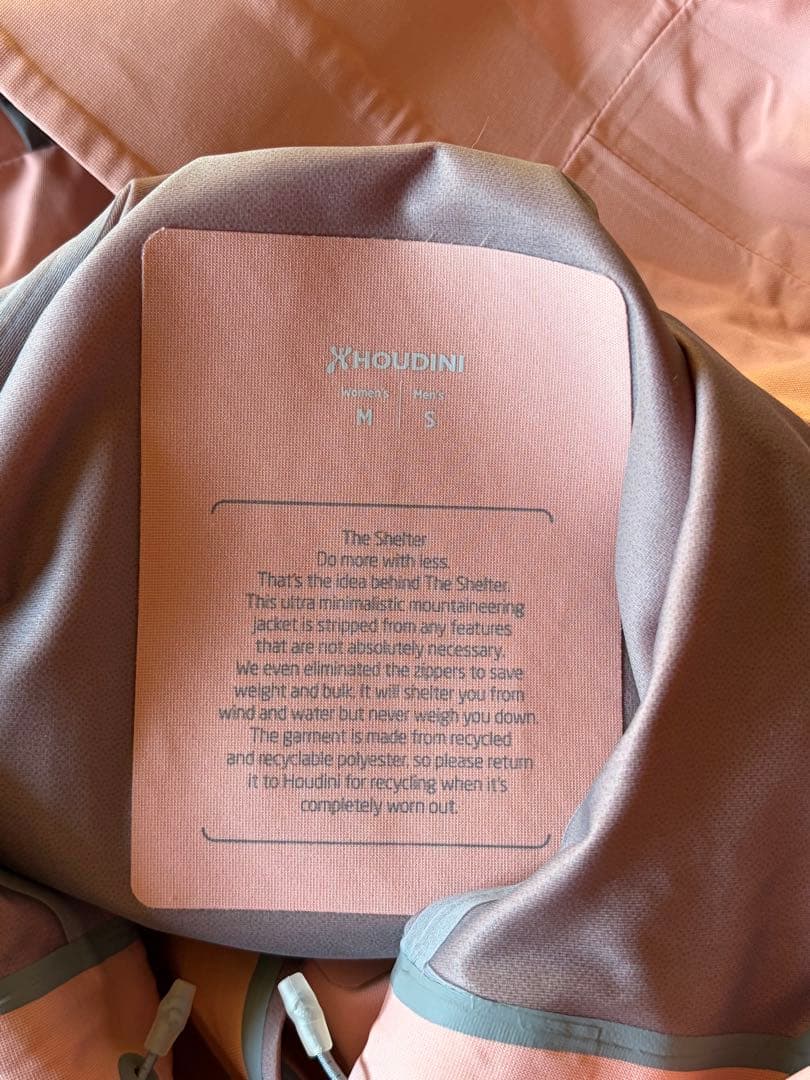 HOUDINI
Women's | Men's
M | S
The Shelter
Do more with less.
That's the idea behind The Shelter.
This ultra minimalistic mountaineering
jacket is stripped from any features
that are not absolutely necessary.
We even eliminated the zippers to save
weight and bulk. It will shelter you from
wind and water but never weigh you down.
The garment is made from recycled
and recyclable polyester, so please return
it to Houdini for recycling when it's
completely worn out.